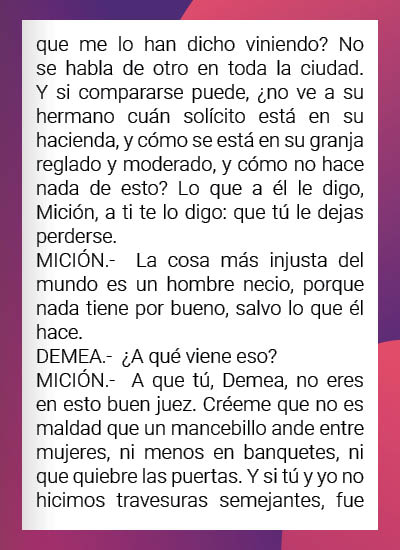 que me lo han dicho viniendo? No
se habla de otro en toda la ciudad.
Y si compararse puede, ¿no ve a su
hermano cuán solícito está en su
hacienda, y cómo se está en su granja
reglado y moderado, y cómo no hace
nada de esto? Lo que a él le digo,
Mición, a ti te lo digo: que tú le dejas
perderse.
MICIÓN.- La cosa más injusta del
mundo es un hombre necio, porque
nada tiene por bueno, salvo lo que él
hace.
DEMEA.- ¿A qué viene eso?
MICIÓN.- A que tú, Demea, no eres
en esto buen juez. Créeme que no es
maldad que un mancebillo ande entre
mujeres, ni menos en banquetes, ni
que quiebre las puertas. Y si tú y yo no
hicimos travesuras semejantes, fue